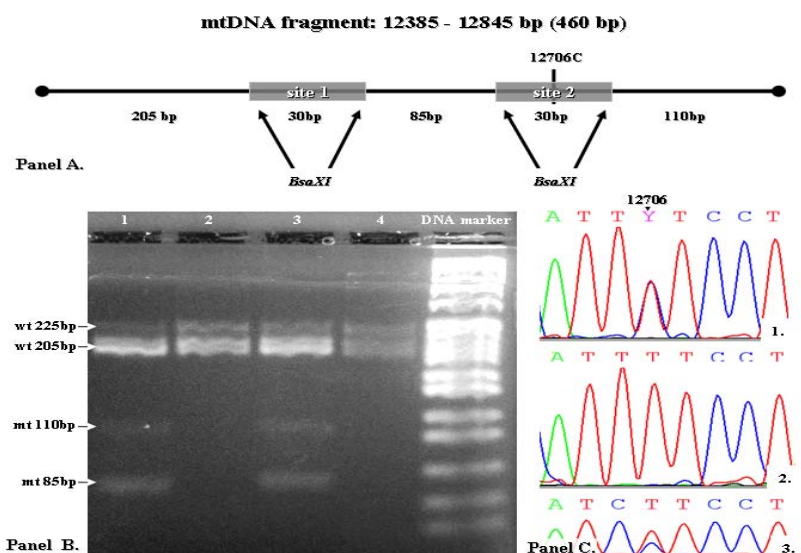 mtDNA fragment: 12385 - 12845 bp (460 bp)
12706C
site 1
site 2
205 bp
30bp
85bp
30bp
110bp
BsaXI
BsaXI
Panel A.
1 2 3 4 DNA marker
wt 225bp
wt 205bp
mt 110bp
mt 85bp
Panel B.
12706
A T T Y T C C T
1.
A T T T T C C T
2.
A T C T T C C T
3.
Panel C.